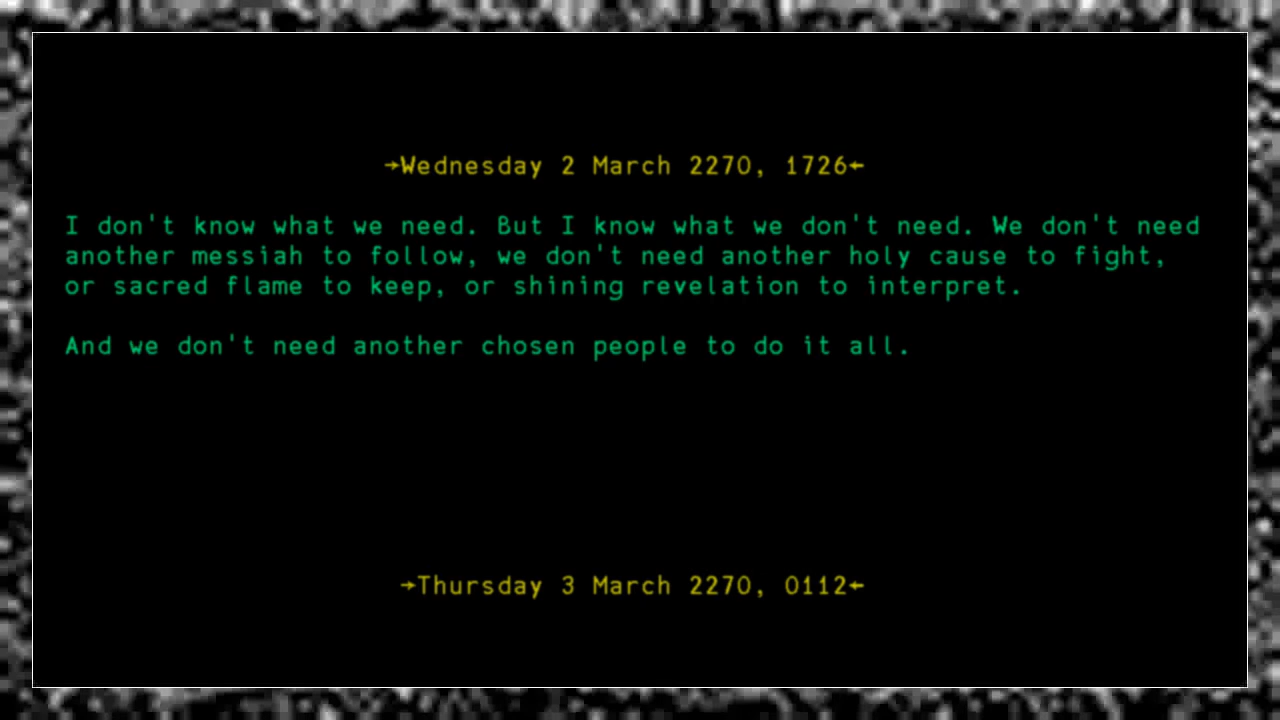 →Wednesday 2 March 2270, 1726←
I don't know what we need. But I know what we don't need. We don't need
another messiah to follow, we don't need another holy cause to fight,
or sacred flame to keep, or shining revelation to interpret.
And we don't need another chosen people to do it all.
→Thursday 3 March 2270, 0112←